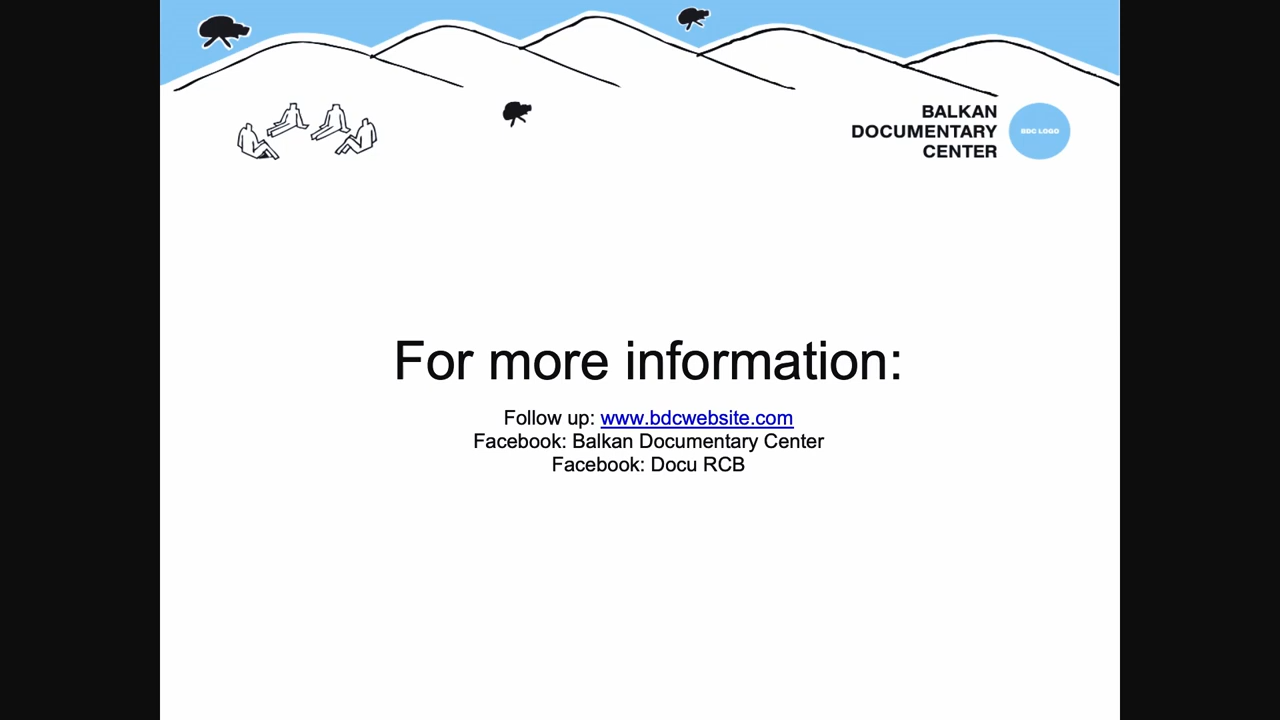 BALKAN
DOCUMENTARY
CENTER
BDC LOGO
For more information:
Follow up: www.bdcwebsite.com
Facebook: Balkan Documentary Center
Facebook: Docu RCB